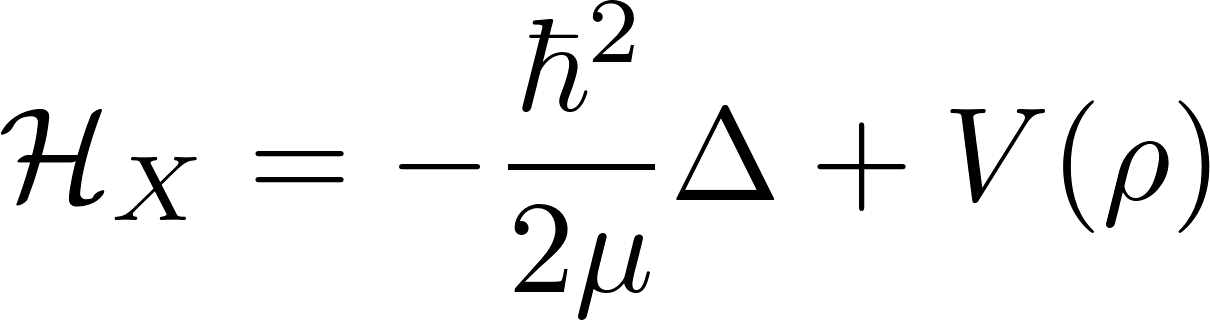 $\mathcal{H}_X = -\frac{\hbar^2}{2\mu}\Delta + V(\rho)$